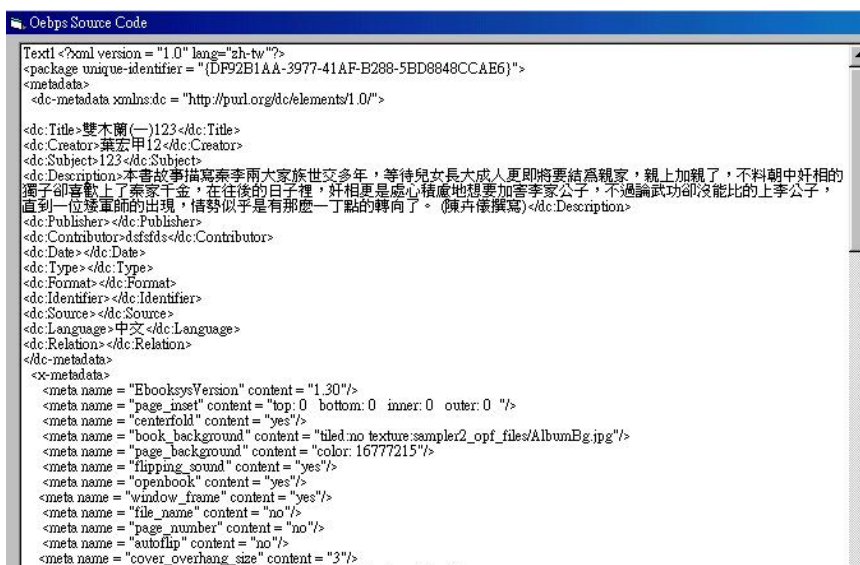 Oebps Source Code
Text1 <?xml version = "1.0" lang="zh-tw"?>
<package unique-identifier = "{DF92B1AA-3977-41AF-B288-5BD8848CCAE6}">
<metadata>
<dc-metadata xmlns:dc = "http://purl.org/dc/elements/1.0/">
<dc:Title>雙木蘭(一)123</dc:Title>
<dc:Creator>葉宏甲12</dc:Creator>
<dc:Subject>123</dc:Subject>
<dc:Description>本書故事描寫秦李兩大家族世交多年，等待兒女長大成人更即將要結為親家，親上加親了，不料朝中奸相的
獨子卻喜歡上了秦家千金，在往後的日子裡，奸相更是處心積慮地想要加害李家公子，不過論武功卻沒能比的上李公子，
直到一位矮軍師的出現，情勢似乎是有那麼一丁點的轉向了。 (陳卉儀撰寫)</dc:Description>
<dc:Publisher></dc:Publisher>
<dc:Contributor>dsfsfds</dc:Contributor>
<dc:Date></dc:Date>
<dc:Type></dc:Type>
<dc:Format></dc:Format>
<dc:Identifier></dc:Identifier>
<dc:Source></dc:Source>
<dc:Language>中文</dc:Language>
<dc:Relation></dc:Relation>
</dc-metadata>
<x-metadata>
<meta name = "EbooksysVersion" content = "1.30"/>
<meta name = "page_inset" content = "top: 0 bottom: 0 inner: 0 outer: 0 "/>
<meta name = "centerfold" content = "yes"/>
<meta name = "book_background" content = "tiled:no texture:sampler2_opf_files/AlbumBg.jpg"/>
<meta name = "page_background" content = "color: 16777215"/>
<meta name = "flipping_sound" content = "yes"/>
<meta name = "openbook" content = "yes"/>
<meta name = "window_frame" content = "yes"/>
<meta name = "file_name" content = "no"/>
<meta name = "page_number" content = "no"/>
<meta name = "autoflip" content = "no"/>
<meta name = "cover_overhang_size" content = "3"/>